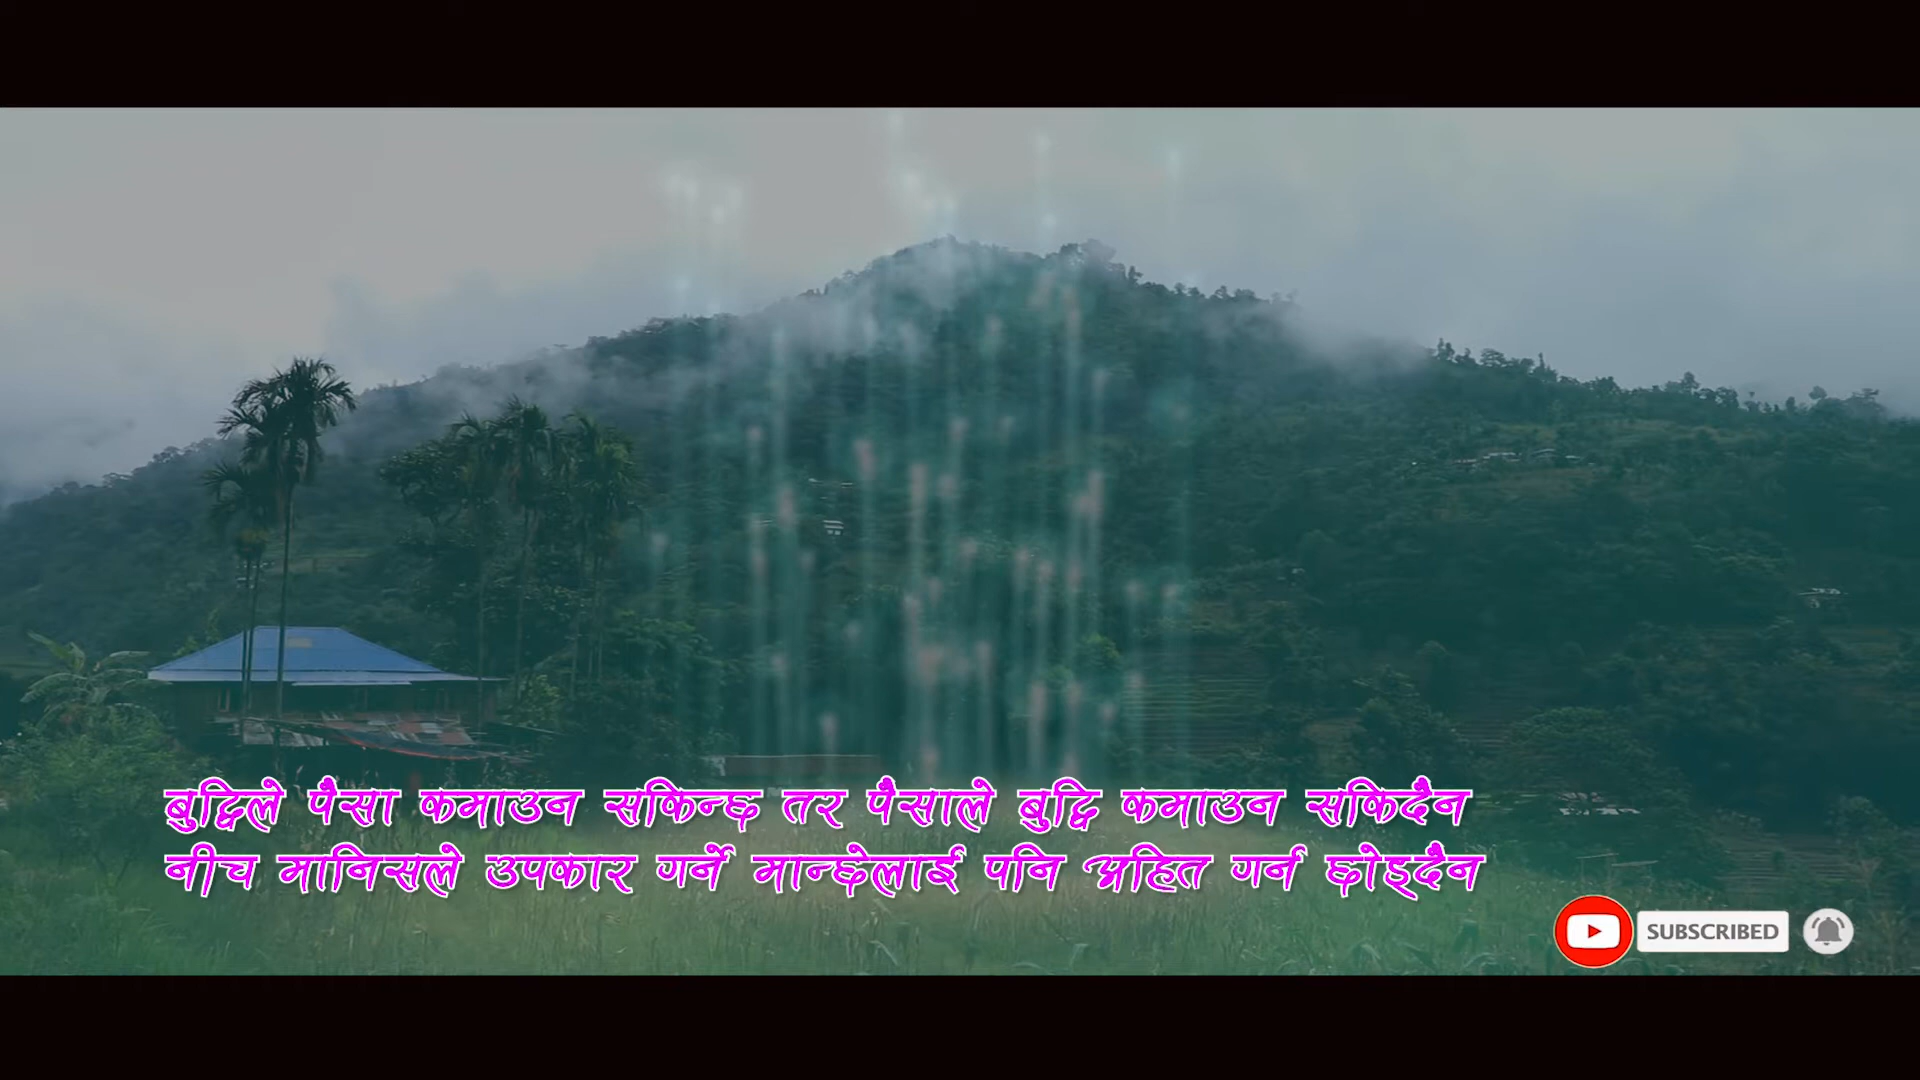 बुद्धिले पैसा कमाउन सकिन्छ तर पैसाले बुद्धि कमाउन सकिदैन
नीच मानिसले उपकार गर्ने मान्छेलाई पनि अहित गर्न छोड्दैन
SUBSCRIBED